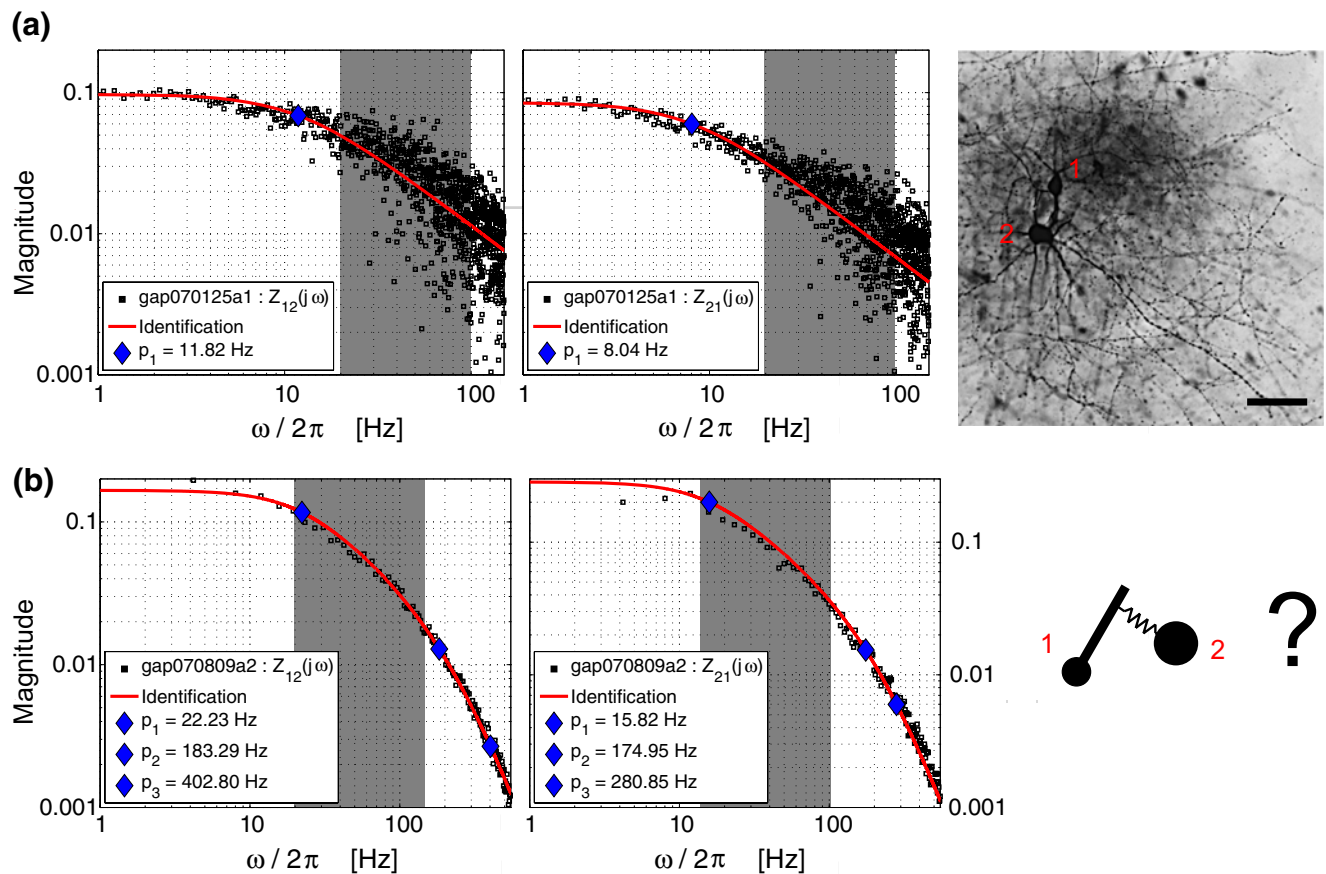 (a)
Magnitude
0.1
0.01
0.001
gap070125a1 : Z12(jω)
Identification
p1 = 11.82 Hz
1
10
100
ω / 2π [Hz]
gap070125a1 : Z21(jω)
Identification
p1 = 8.04 Hz
1
10
100
ω / 2π [Hz]
1
2
(b)
Magnitude
0.1
0.01
0.001
gap070809a2 : Z12(jω)
Identification
p1 = 22.23 Hz
p2 = 183.29 Hz
p3 = 402.80 Hz
1
10
100
ω / 2π [Hz]
gap070809a2 : Z21(jω)
Identification
p1 = 15.82 Hz
p2 = 174.95 Hz
p3 = 280.85 Hz
1
10
100
ω / 2π [Hz]
0.1
0.01
0.001
1
2
?